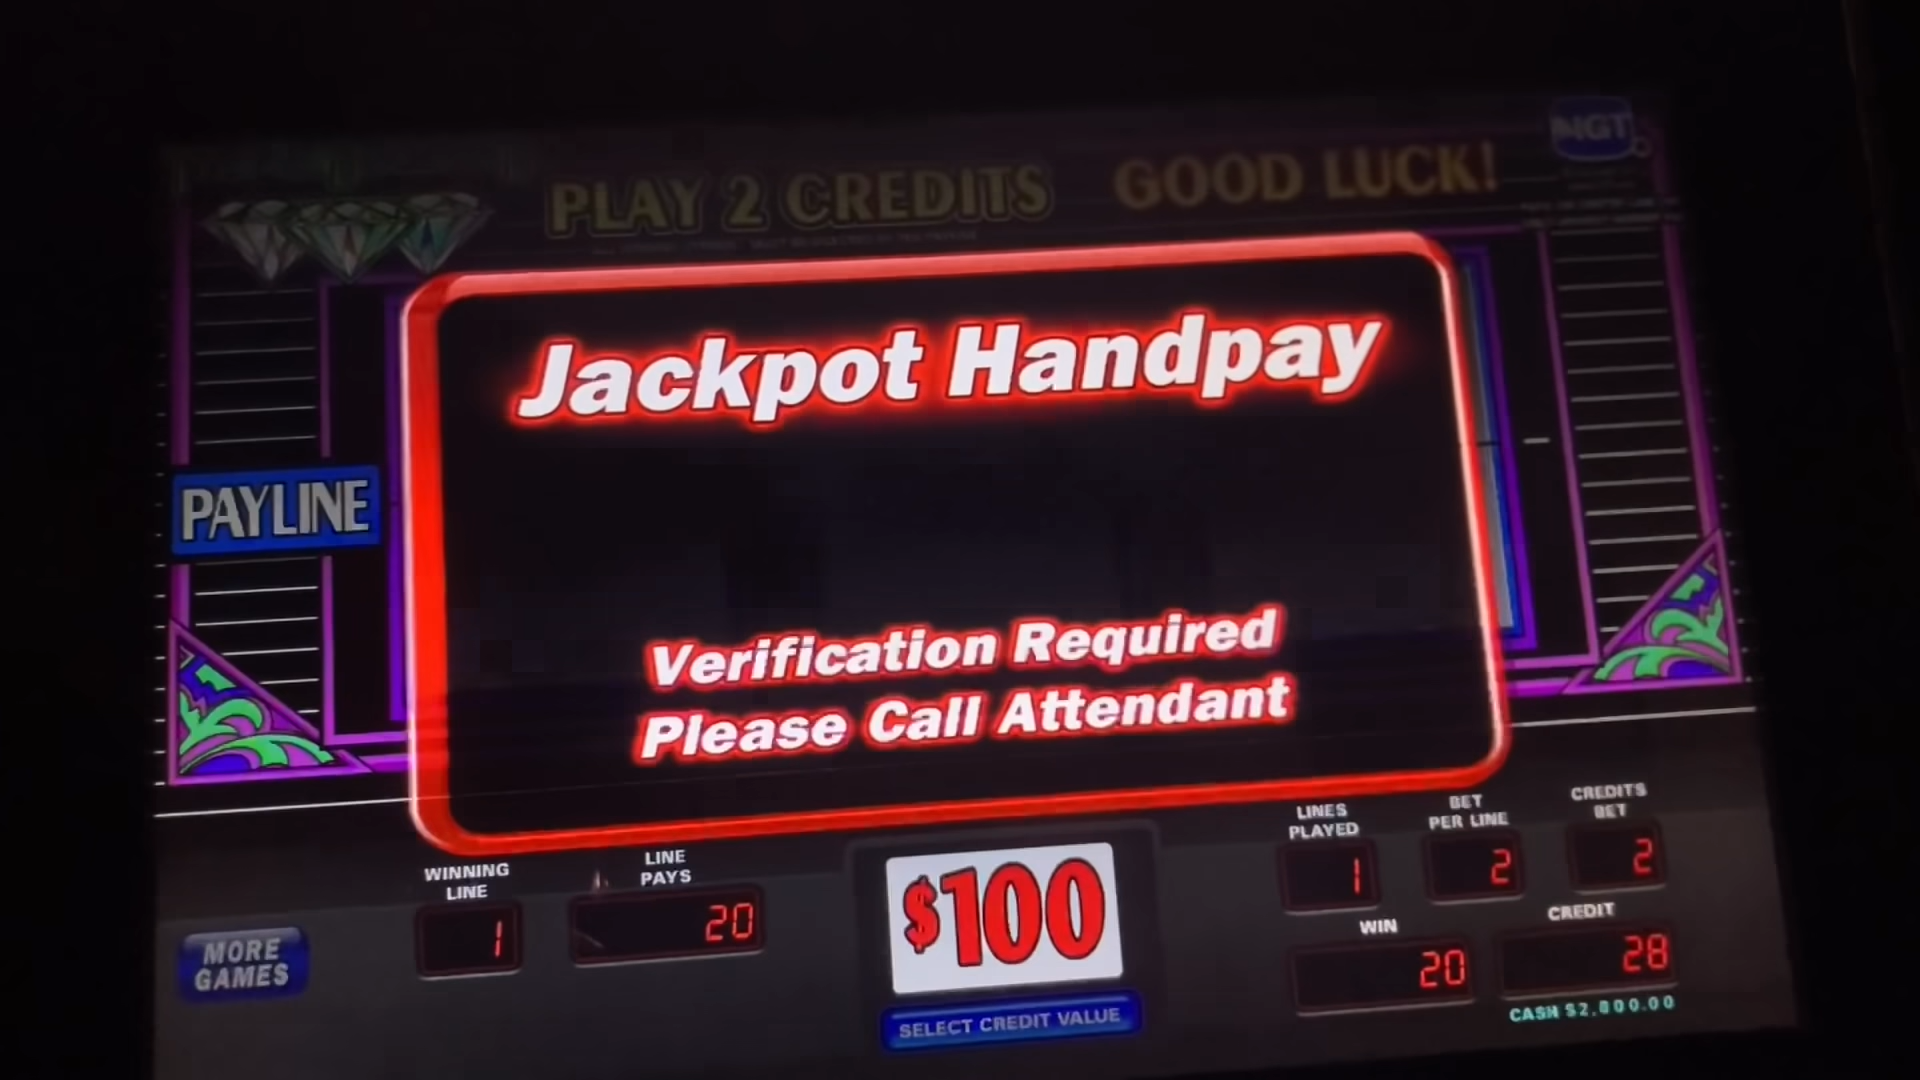 IGT
PLAY 2 CREDITS
GOOD LUCK!
Jackpot Handpay
PAYLINE
Verification Required
Please Call Attendant
WINNING
LINE
1
LINE
PAYS
20
$100
SELECT CREDIT VALUE
LINES
PLAYED
1
BET
PER LINE
2
CREDITS
BET
2
WIN
20
CREDIT
28
CASH $2,800.00
MORE
GAMES